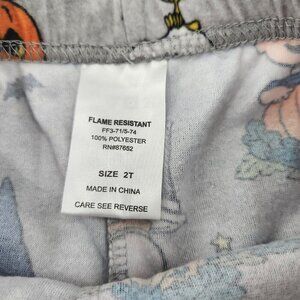 FLAME RESISTANT
FF3-71/5-74
100% POLYESTER
RN#87652
SIZE 2T
MADE IN CHINA
CARE SEE REVERSE